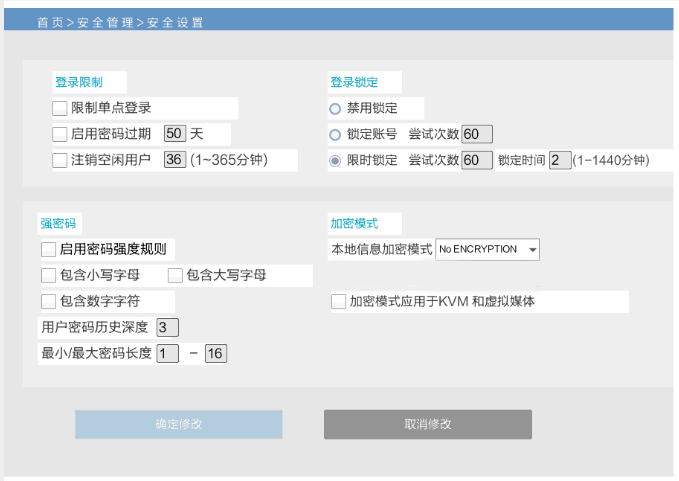 首页>安全管理>安全设置
登录限制
限制单点登录
启用密码过期 50 天
注销空闲用户 36 (1~365分钟)
登录锁定
禁用锁定
锁定账号 尝试次数 60
限时锁定 尝试次数 60 锁定时间 2 (1-1440分钟)
强密码
启用密码强度规则
包含小写字母 包含大写字母
包含数字字符
用户密码历史深度 3
最小/最大密码长度 1 - 16
加密模式
本地信息加密模式 No ENCRYPTION
加密模式应用于KVM 和虚拟媒体
确定修改 取消修改